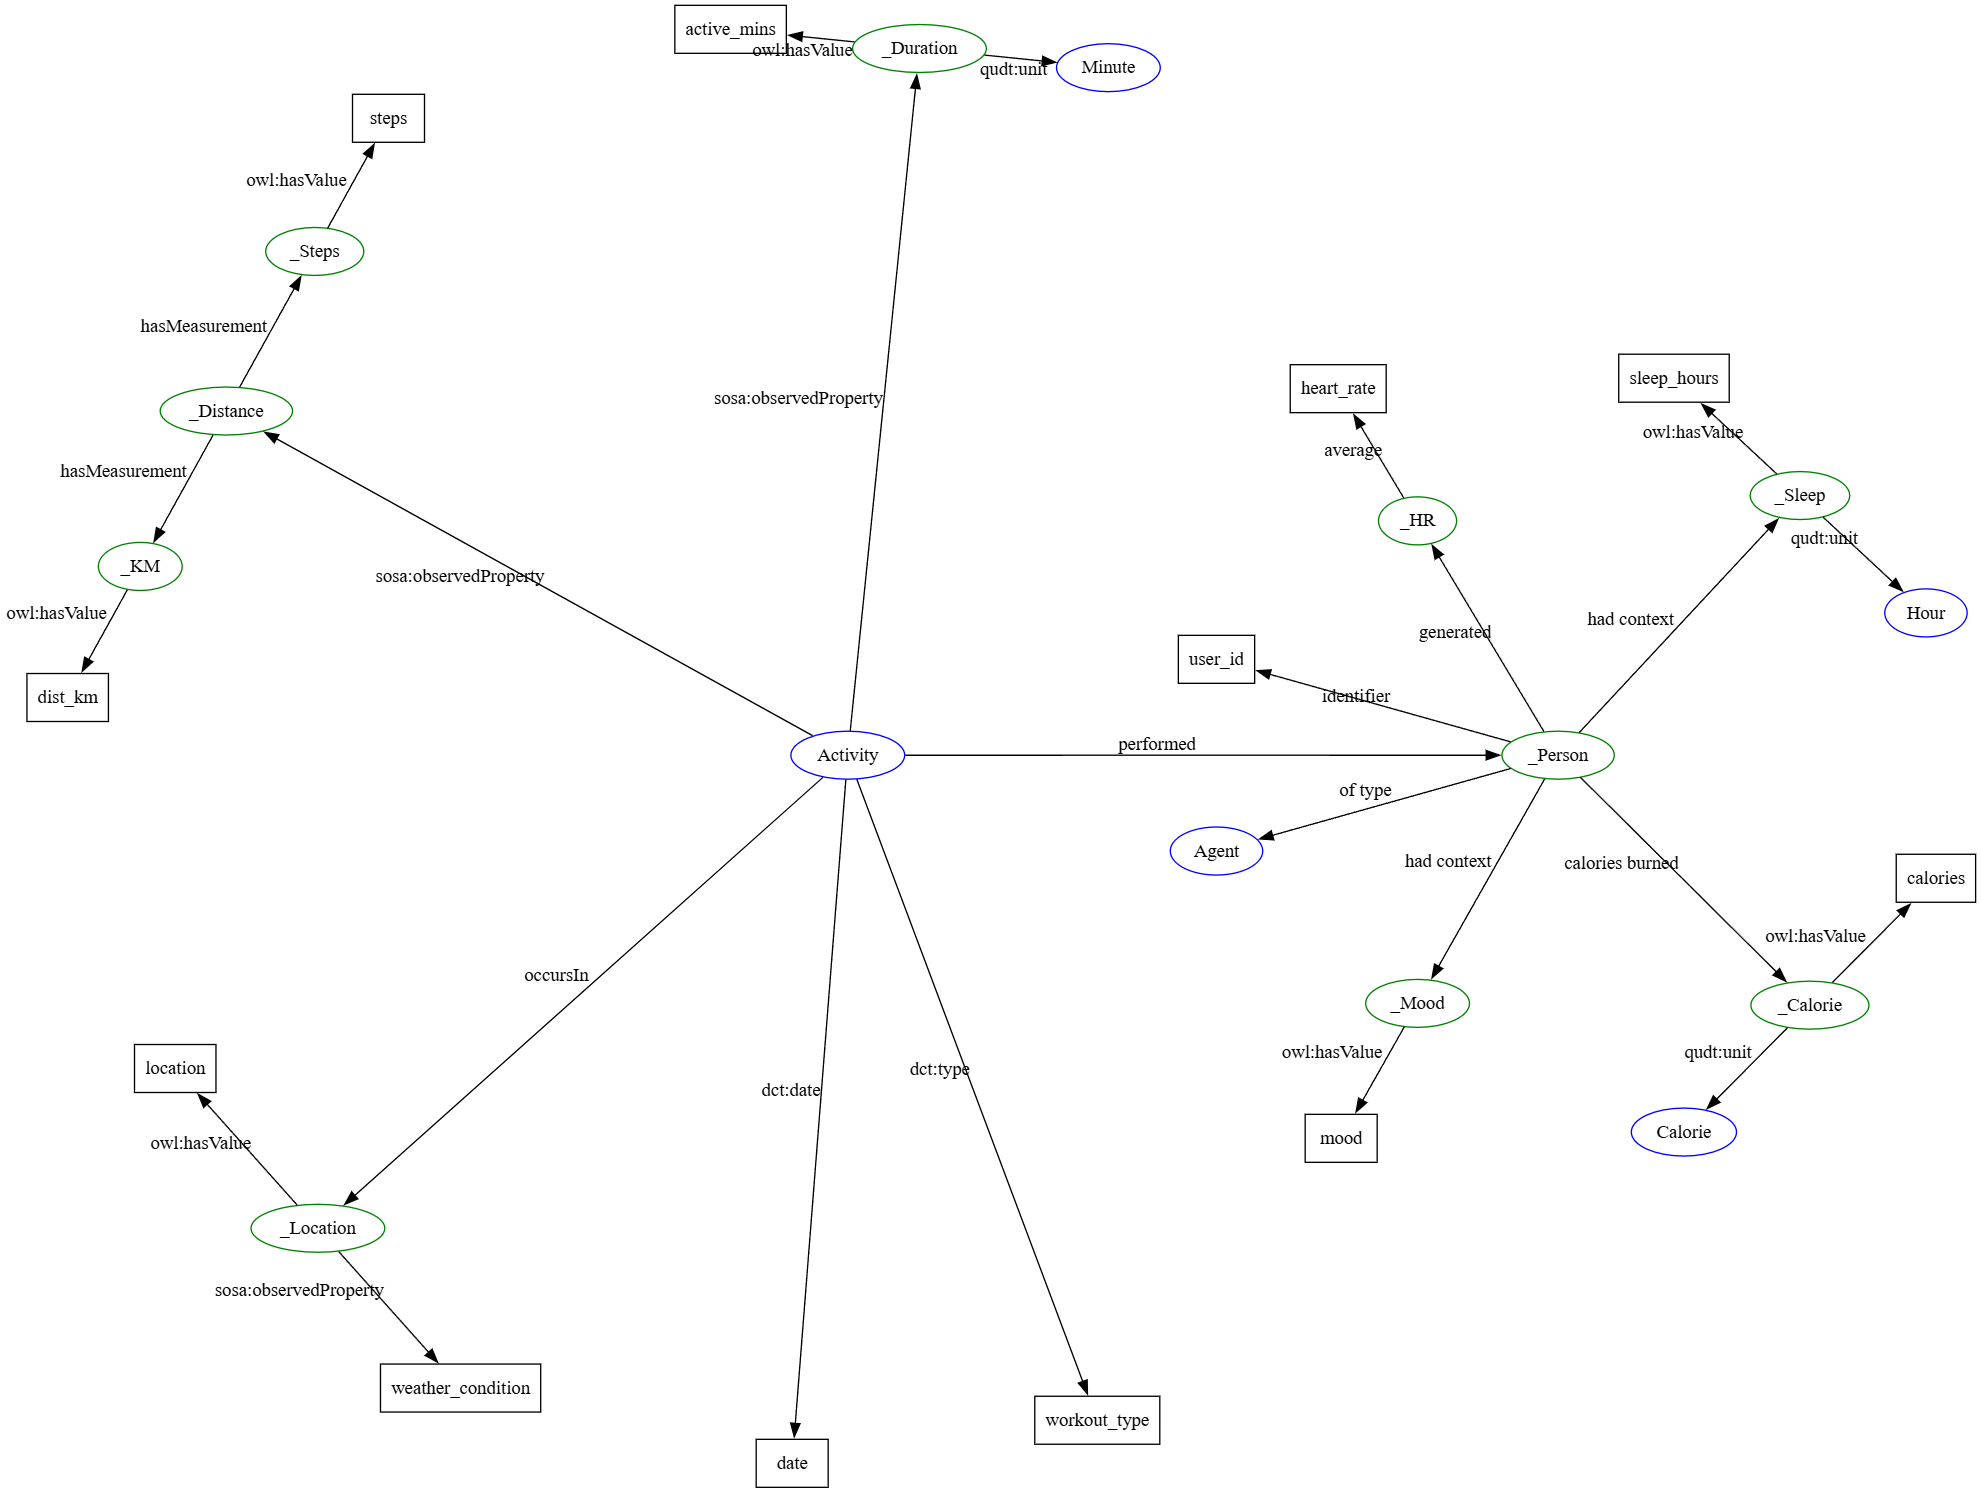 active_mins
_Duration
owl:hasValue
qudt:unit
Minute
steps
owl:hasValue
_Steps
hasMeasurement
_Distance
sosa:observedProperty
heart_rate
sleep_hours
owl:hasValue
average
hasMeasurement
_Sleep
_HR
qudt:unit
_KM
sosa:observedProperty
owl:hasValue
Hour
had context
generated
user_id
identifier
dist_km
performed
Activity
_Person
of type
Agent
had context
calories burned
calories
owl:hasValue
occursIn
_Mood
_Calorie
owl:hasValue
qudt:unit
location
dct:type
dct:date
Calorie
mood
owl:hasValue
_Location
sosa:observedProperty
weather_condition
workout_type
date